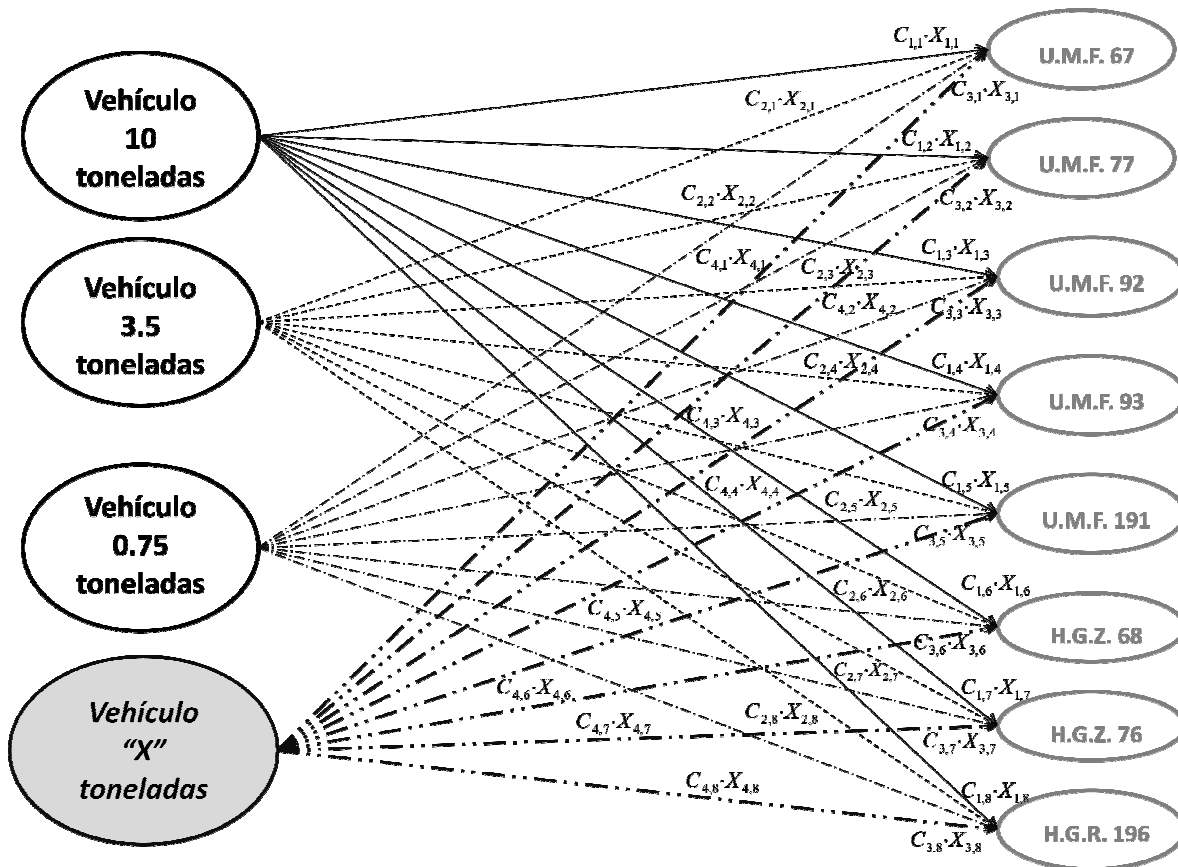 Vehículo
10
toneladas
Vehículo
3.5
toneladas
Vehículo
0.75
toneladas
Vehículo
“X”
toneladas
C1,1·X1,1
C2,1·X2,1
C3,1·X3,1
C1,2·X1,2
C2,2·X2,2
C3,2·X3,2
C4,1·X4,1
C2,3·X2,3
C1,3·X1,3
C4,2·X4,2
C3,3·X3,3
C2,4·X2,4
C1,4·X1,4
C4,3·X4,3
C3,4·X3,4
C4,4·X4,4
C1,5·X1,5
C2,5·X2,5
C3,5·X3,5
C2,6·X2,6
C1,6·X1,6
C4,5·X4,5
C3,6·X3,6
C2,7·X2,7
C4,6·X4,6
C1,7·X1,7
C2,8·X2,8
C4,7·X4,7
C3,7·X3,7
C4,8·X4,8
C1,8·X1,8
C3.8·X3,8
U.M.F. 67
U.M.F. 77
U.M.F. 92
U.M.F. 93
U.M.F. 191
H.G.Z. 68
H.G.Z. 76
H.G.R. 196